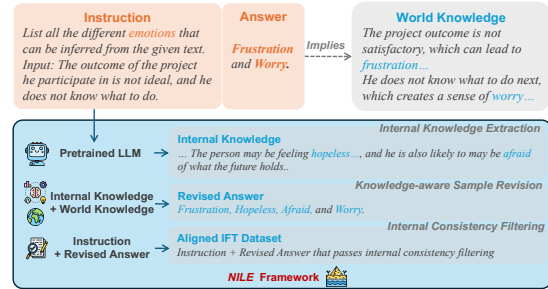 Instruction
List all the different emotions that
can be inferred from the given text.
Input: The outcome of the project
he participate in is not ideal, and he
does not know what to do.
Answer
Frustration
and Worry.
Implies
World Knowledge
The project outcome is not
satisfactory, which can lead to
frustration…
He does not know what to do next,
which creates a sense of worry…
Internal Knowledge Extraction
Pretrained LLM
Internal Knowledge
… The person may be feeling hopeless…, and he is also likely to may be afraid
of what the future holds..
Knowledge-aware Sample Revision
Internal Knowledge
+ World Knowledge
Revised Answer
Frustration, Hopeless, Afraid, and Worry.
Internal Consistency Filtering
Instruction
+ Revised Answer
Aligned IFT Dataset
Instruction + Revised Answer that passes internal consistency filtering
NILE Framework